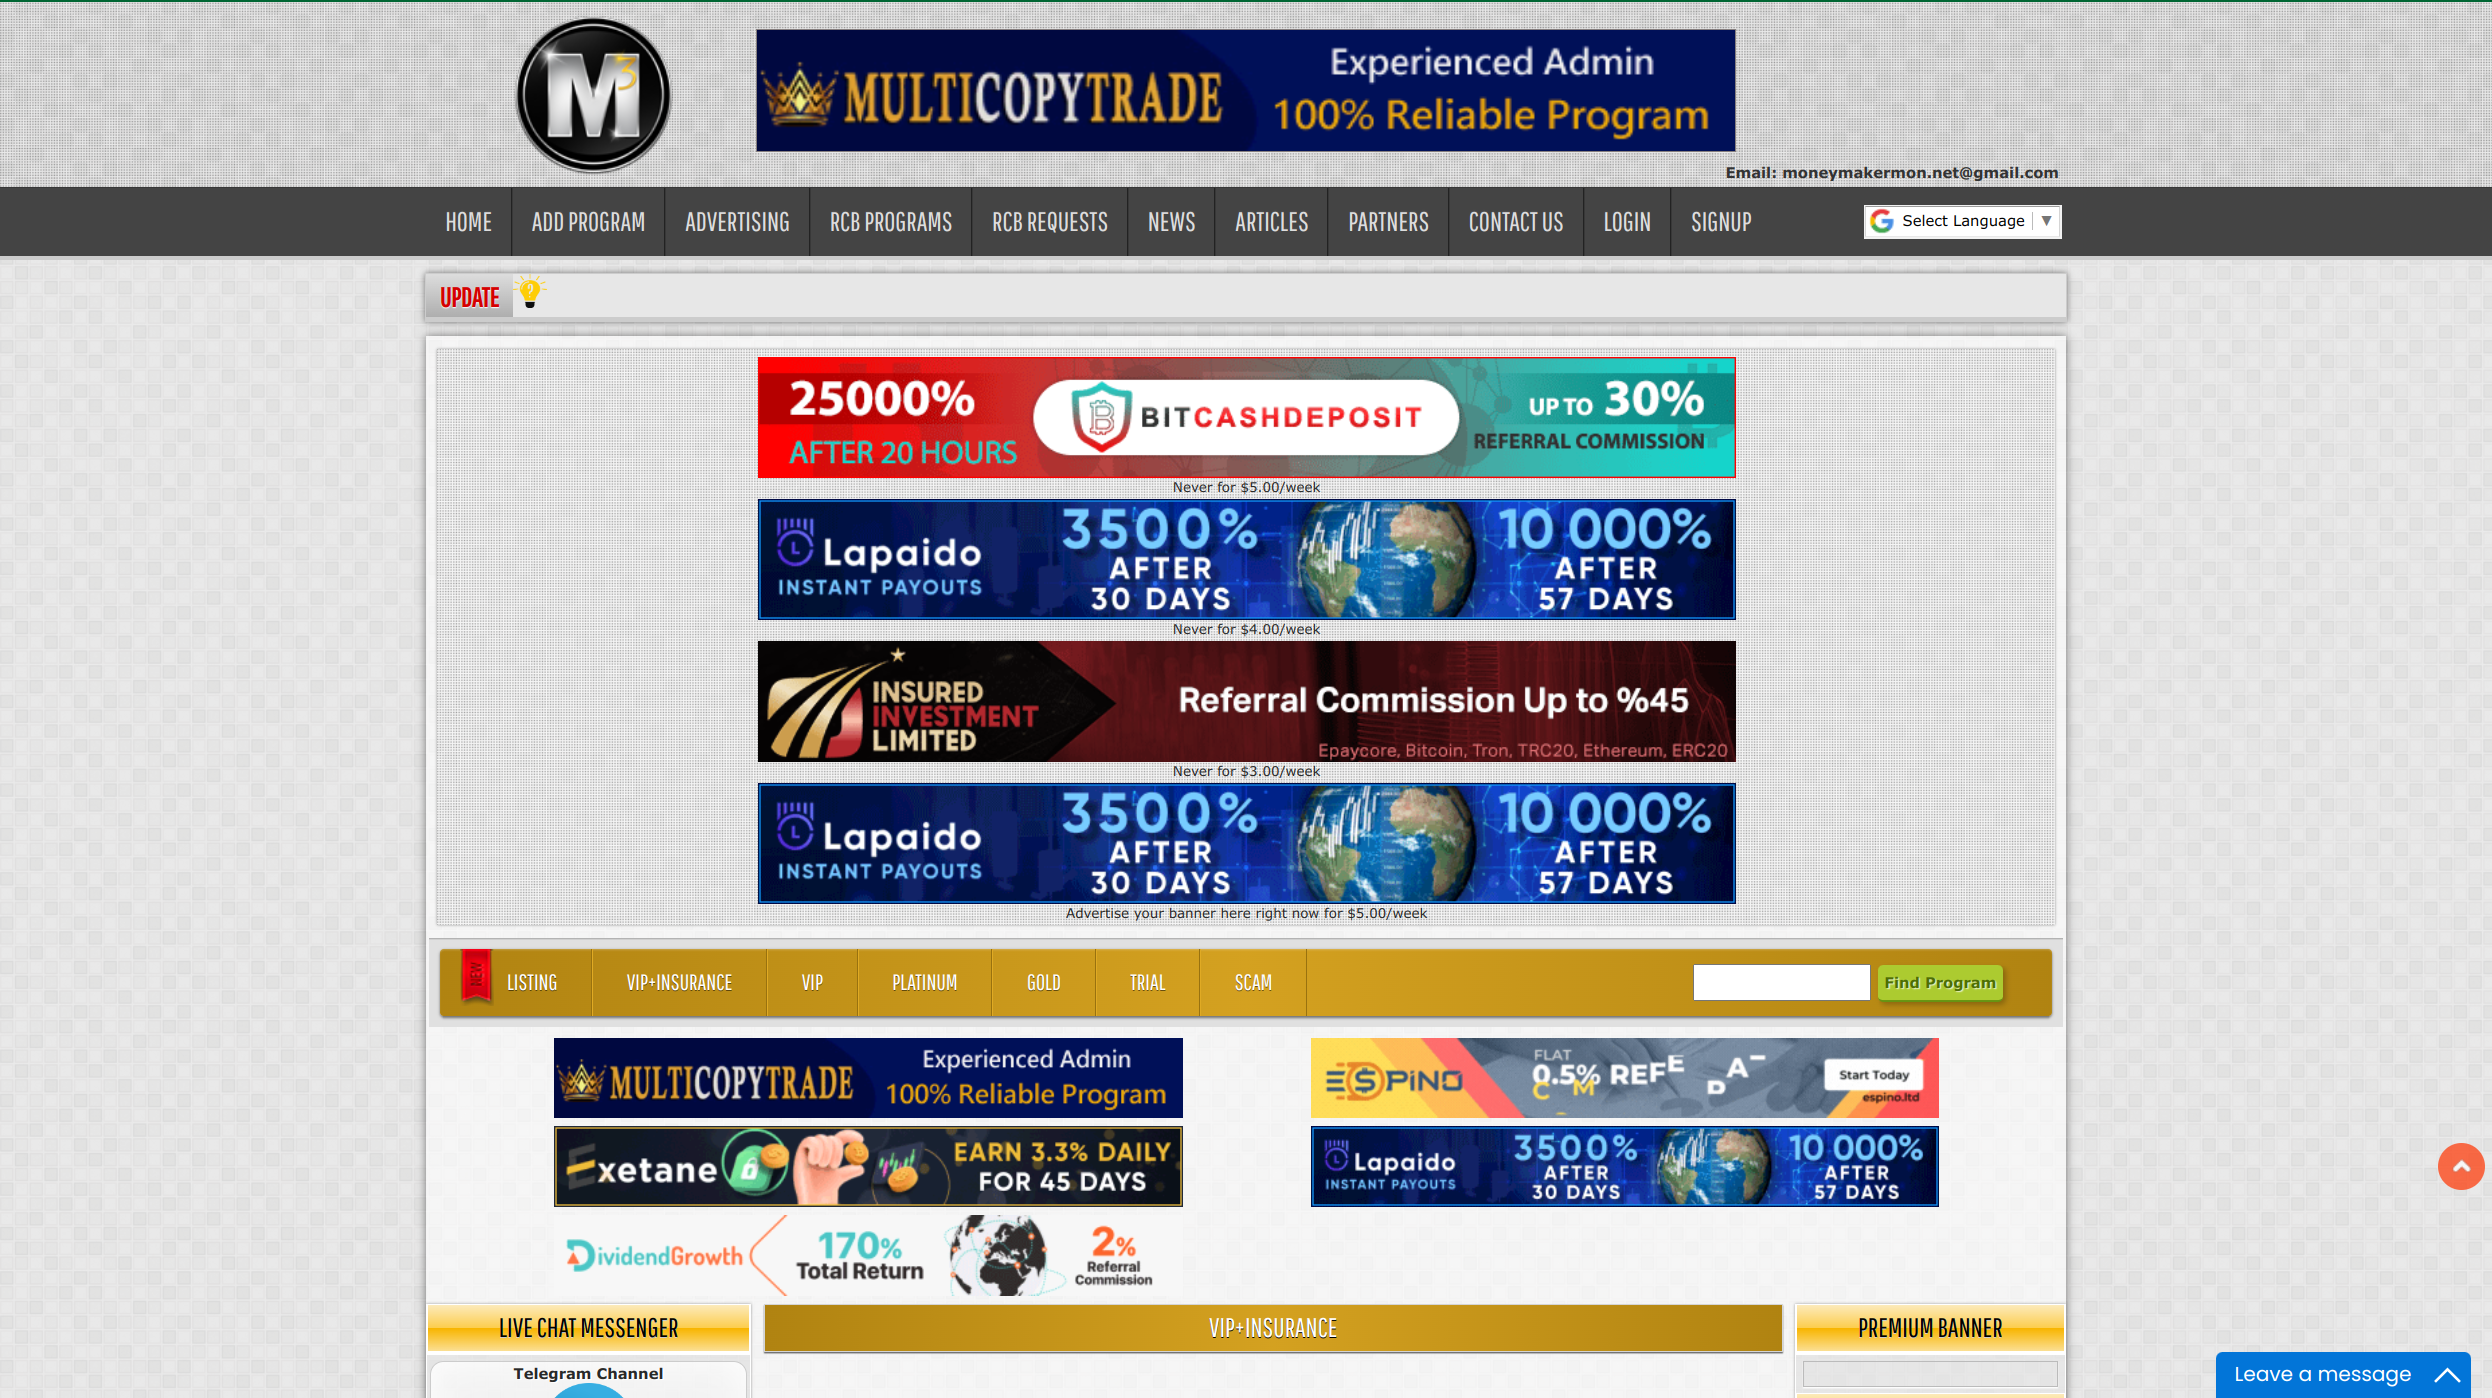 M3
MULTICOPYTRADE
Experienced Admin
100% Reliable Program
Email: moneymakermon.net@gmail.com
HOME ADD PROGRAM ADVERTISING RCB PROGRAMS RCB REQUESTS NEWS ARTICLES PARTNERS CONTACT US LOGIN SIGNUP Select Language ▼
UPDATE
25000%
AFTER 20 HOURS
BITCASHDEPOSIT
UP TO 30%
REFERRAL COMMISSION
Never for $5.00/week
Lapaido
INSTANT PAYOUTS
3500%
AFTER
30 DAYS
10 000%
AFTER
57 DAYS
Never for $4.00/week
INSURED
INVESTMENT
LIMITED
Referral Commission Up to %45
Epaycore, Bitcoin, Tron, TRC20, Ethereum, ERC20
Never for $3.00/week
Lapaido
INSTANT PAYOUTS
3500%
AFTER
30 DAYS
10 000%
AFTER
57 DAYS
Advertise your banner here right now for $5.00/week
NEW LISTING VIP+INSURANCE VIP PLATINUM GOLD TRIAL SCAM Find Program
MULTICOPYTRADE
Experienced Admin
100% Reliable Program
ESPINO
FLAT
0.5% REFE
C M D A
Start Today
espino.ltd
Exetane
EARN 3.3% DAILY
FOR 45 DAYS
Lapaido
INSTANT PAYOUTS
3500%
AFTER
30 DAYS
10 000%
AFTER
57 DAYS
DividendGrowth
170%
Total Return
2%
Referral
Commission
LIVE CHAT MESSENGER
VIP+INSURANCE
PREMIUM BANNER
Telegram Channel
Leave a message